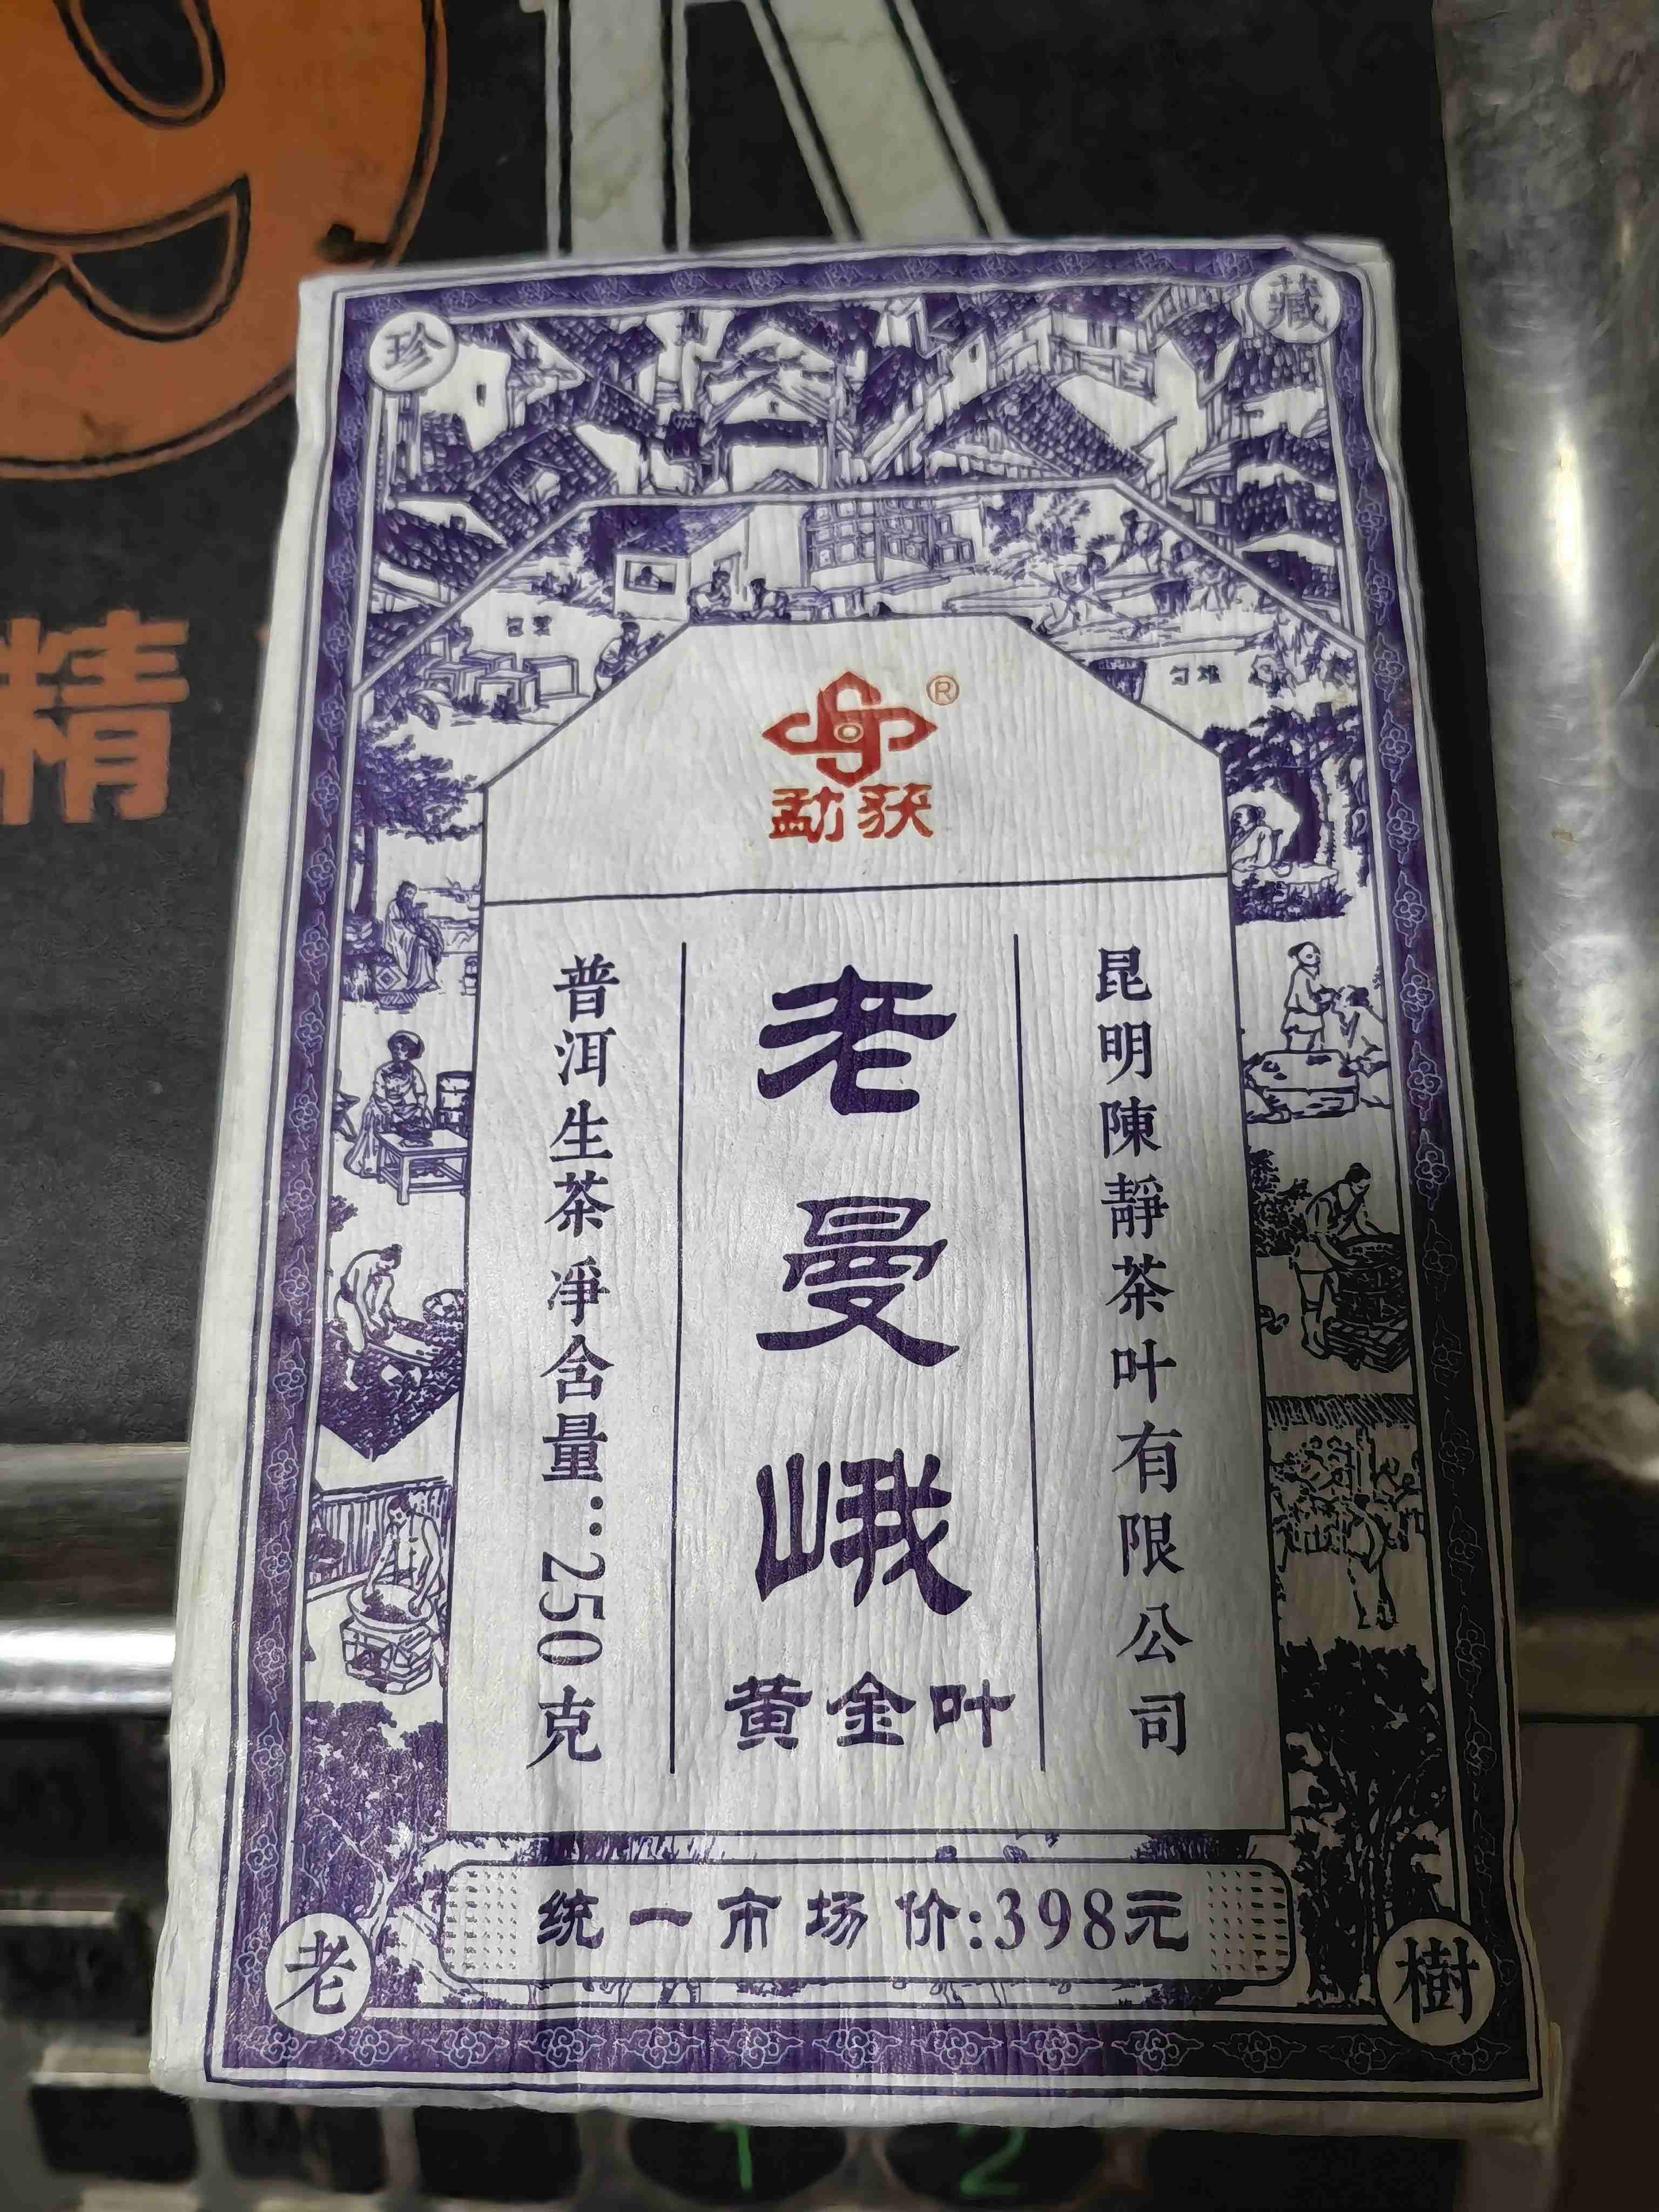 精
珍
藏
勐获®
昆明陳靜茶叶有限公司
老曼峨
黄金叶
普洱生茶 净含量：250克
统一市场价:398元
老
樹
1
2